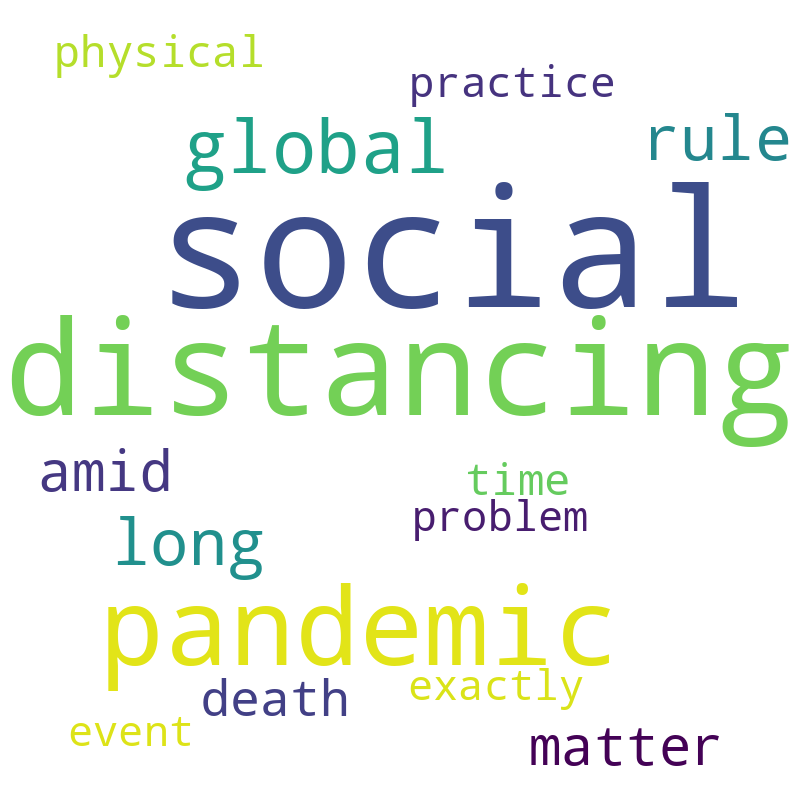 physical
practice
global
rule
social
distancing
amid
time
problem
long
pandemic
exactly
death
event
matter